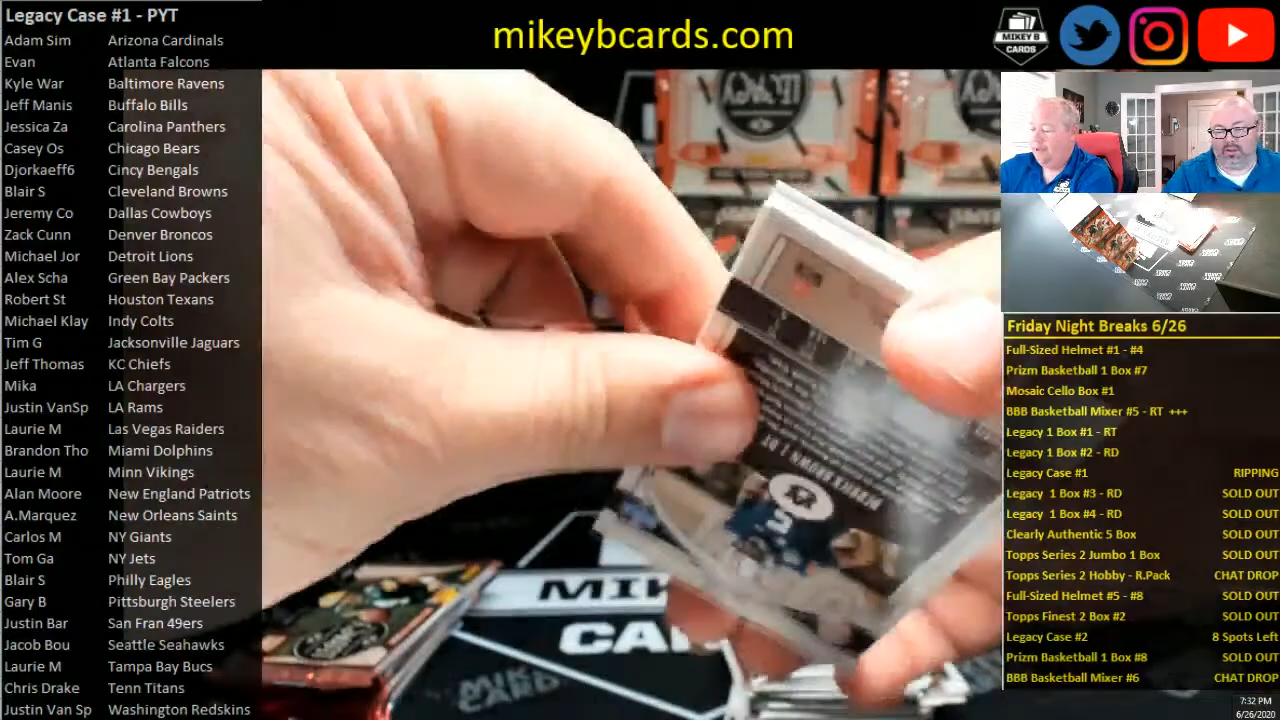 Legacy Case #1 - PYT
Adam Sim Arizona Cardinals
Evan Atlanta Falcons
Kyle War Baltimore Ravens
Jeff Manis Buffalo Bills
Jessica Za Carolina Panthers
Casey Os Chicago Bears
Djorkaeff6 Cincy Bengals
Blair S Cleveland Browns
Jeremy Co Dallas Cowboys
Zack Cunn Denver Broncos
Michael Jor Detroit Lions
Alex Scha Green Bay Packers
Robert St Houston Texans
Michael Klay Indy Colts
Tim G Jacksonville Jaguars
Jeff Thomas KC Chiefs
Mika LA Chargers
Justin VanSp LA Rams
Laurie M Las Vegas Raiders
Brandon Tho Miami Dolphins
Laurie M Minn Vikings
Alan Moore New England Patriots
A.Marquez New Orleans Saints
Carlos M NY Giants
Tom Ga NY Jets
Blair S Philly Eagles
Gary B Pittsburgh Steelers
Justin Bar San Fran 49ers
Jacob Bou Seattle Seahawks
Laurie M Tampa Bay Bucs
Chris Drake Tenn Titans
Justin Van Sp Washington Redskins
mikeybcards.com
MIKEY B
CARDS
Friday Night Breaks 6/26
Full-Sized Helmet #1 - #4
Prizm Basketball 1 Box #7
Mosaic Cello Box #1
BBB Basketball Mixer #5 - RT +++
Legacy 1 Box #1 - RT
Legacy 1 Box #2 - RD
Legacy Case #1 RIPPING
Legacy 1 Box #3 - RD SOLD OUT
Legacy 1 Box #4 - RD SOLD OUT
Clearly Authentic 5 Box SOLD OUT
Topps Series 2 Jumbo 1 Box SOLD OUT
Topps Series 2 Hobby - R.Pack CHAT DROP
Full-Sized Helmet #5 - #8 SOLD OUT
Topps Finest 2 Box #2 SOLD OUT
Legacy Case #2 8 Spots Left
Prizm Basketball 1 Box #8 SOLD OUT
BBB Basketball Mixer #6 CHAT DROP
7:32 PM
6/26/2020